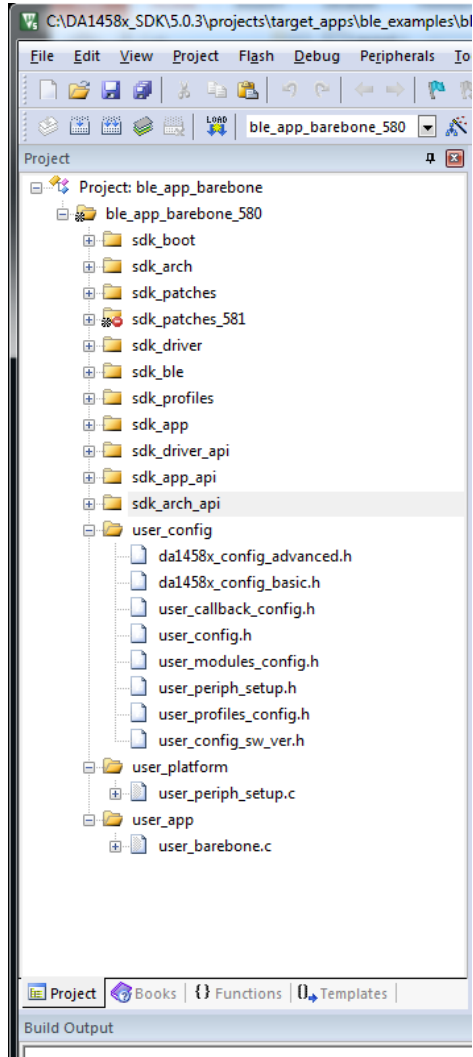 C:\DA1458x_SDK\5.0.3\projects\target_apps\ble_examples\bl
File Edit View Project Flash Debug Peripherals To
LOAD ble_app_barebone_580
Project
Project: ble_app_barebone
ble_app_barebone_580
sdk_boot
sdk_arch
sdk_patches
sdk_patches_581
sdk_driver
sdk_ble
sdk_profiles
sdk_app
sdk_driver_api
sdk_app_api
sdk_arch_api
user_config
da1458x_config_advanced.h
da1458x_config_basic.h
user_callback_config.h
user_config.h
user_modules_config.h
user_periph_setup.h
user_profiles_config.h
user_config_sw_ver.h
user_platform
user_periph_setup.c
user_app
user_barebone.c
Project Books {} Functions 0 Templates
Build Output